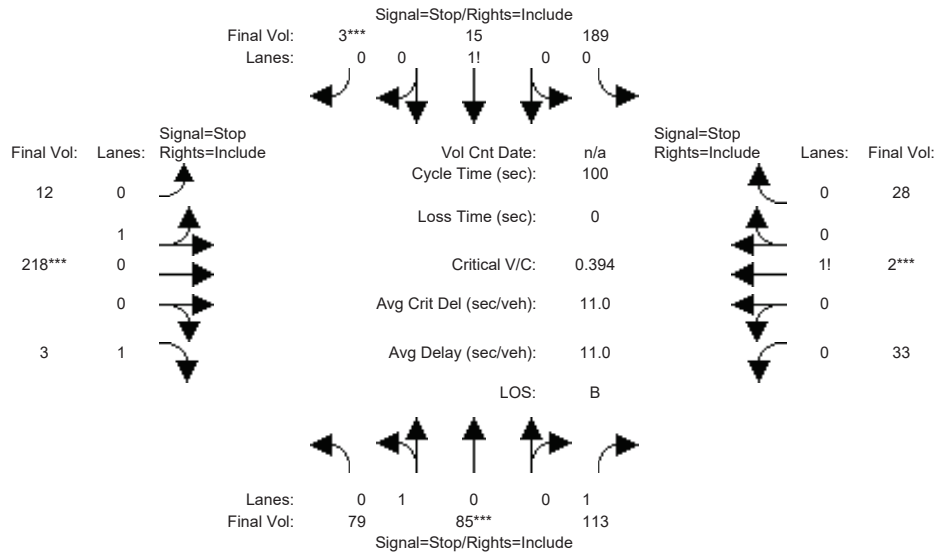 Signal=Stop/Rights=Include
Final Vol: 3*** 15 189
Lanes: 0 0 1! 0 0
Signal=Stop
Final Vol: Lanes: Rights=Include
12 0
1
218*** 0
0
3 1
Vol Cnt Date: n/a
Cycle Time (sec): 100
Loss Time (sec): 0
Critical V/C: 0.394
Avg Crit Del (sec/veh): 11.0
Avg Delay (sec/veh): 11.0
LOS: B
Signal=Stop
Rights=Include Lanes: Final Vol:
0 28
0
1! 2***
0
0 33
Lanes: 0 1 0 0 1
Final Vol: 79 85*** 113
Signal=Stop/Rights=Include